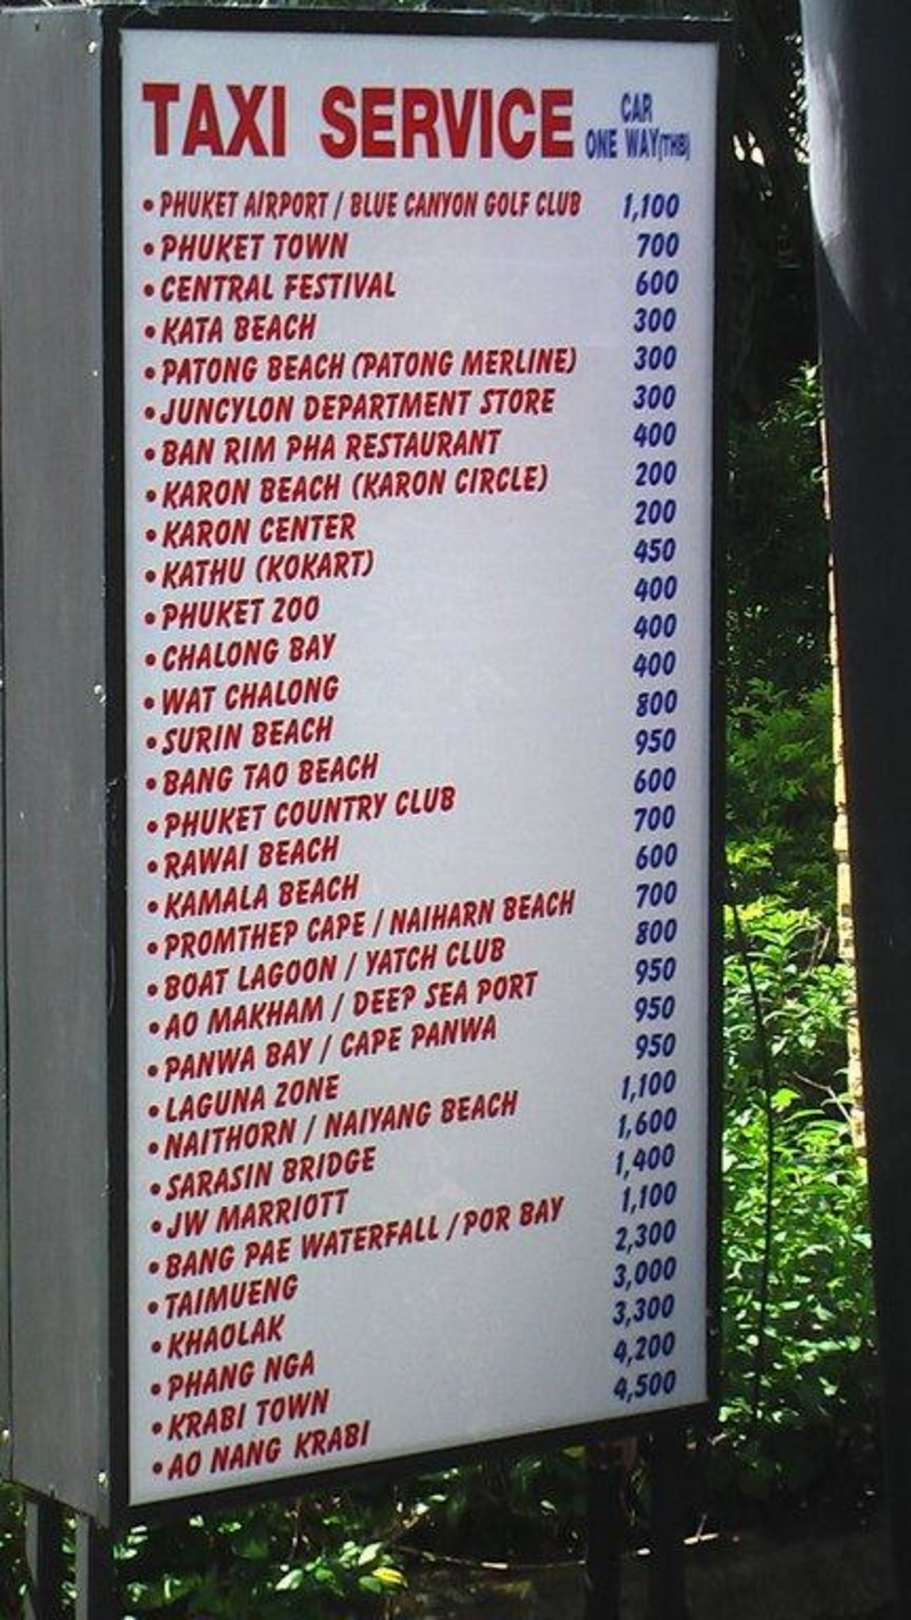 TAXI SERVICE CAR
ONE WAY(THB)
• PHUKET AIRPORT / BLUE CANYON GOLF CLUB 1,100
• PHUKET TOWN 700
• CENTRAL FESTIVAL 600
• KATA BEACH 300
• PATONG BEACH (PATONG MERLINE) 300
• JUNCYLON DEPARTMENT STORE 300
• BAN RIM PHA RESTAURANT 400
• KARON BEACH (KARON CIRCLE) 200
• KARON CENTER 200
• KATHU (KOKART) 450
• PHUKET ZOO 400
• CHALONG BAY 400
• WAT CHALONG 400
• SURIN BEACH 800
• BANG TAO BEACH 950
• PHUKET COUNTRY CLUB 600
• RAWAI BEACH 700
• KAMALA BEACH 600
• PROMTHEP CAPE / NAIHARN BEACH 700
• BOAT LAGOON / YATCH CLUB 800
• AO MAKHAM / DEEP SEA PORT 950
• PANWA BAY / CAPE PANWA 950
• LAGUNA ZONE 950
• NAITHORN / NAIYANG BEACH 1,100
• SARASIN BRIDGE 1,600
• JW MARRIOTT 1,400
• BANG PAE WATERFALL / POR BAY 1,100
• TAIMUENG 2,300
• KHAOLAK 3,000
• PHANG NGA 3,300
• KRABI TOWN 4,200
• AO NANG KRABI 4,500